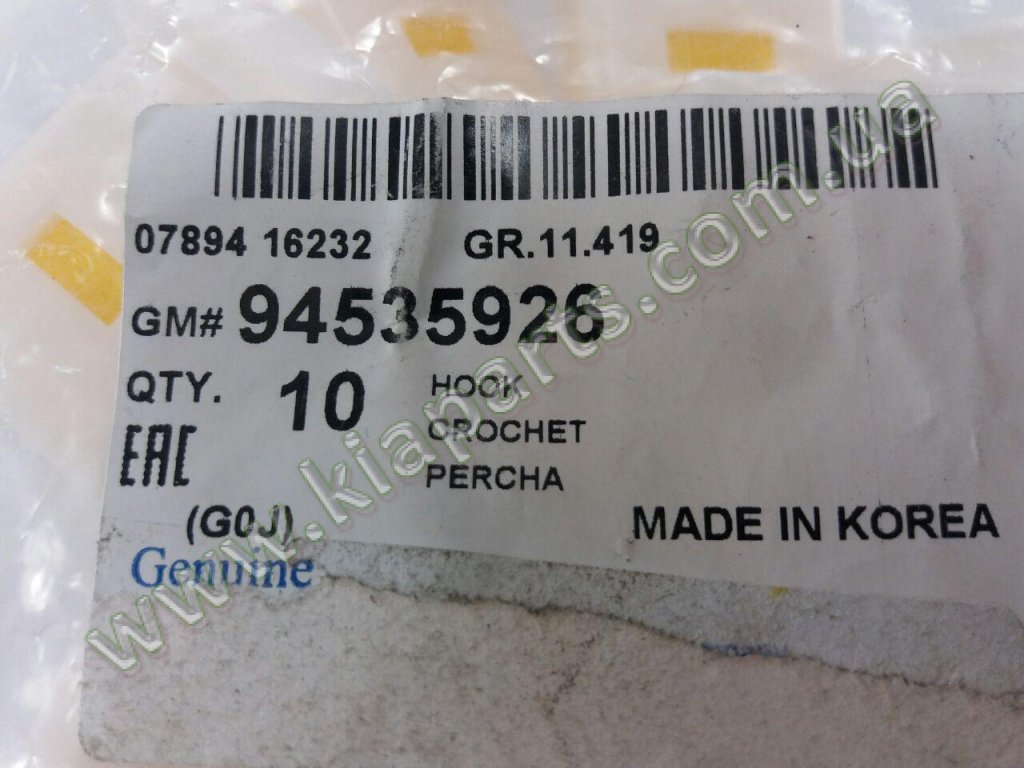 07894 16232 GR.11.419
GM# 94535926
QTY. 10 HOOK
CROCHET
EAC PERCHA
(G0J) MADE IN KOREA
Genuine
www.kiaparts.com.ua